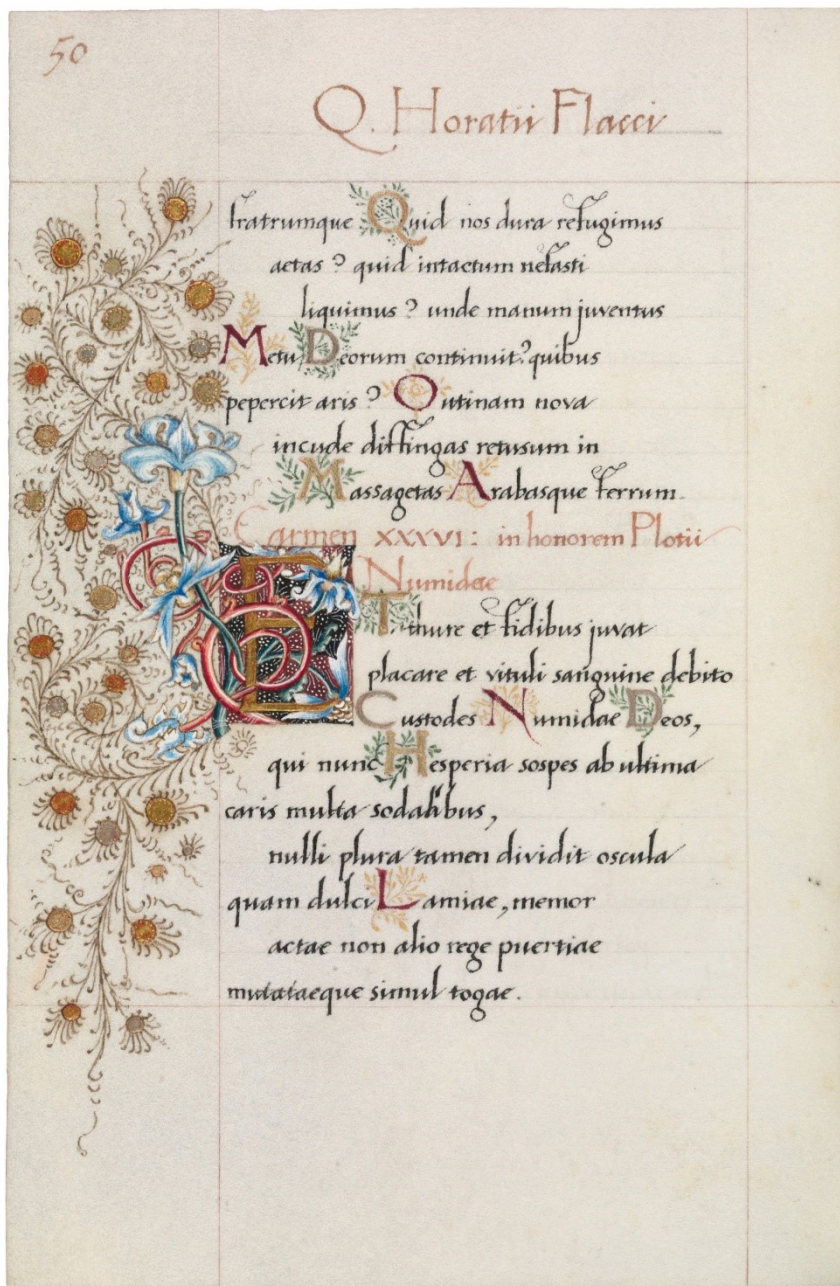 50
Q. Horatii Flacci
fratrumque Quid nos dura refugimus
aetas? quid intactum nefasti
liquimus? unde manum juventus
Metu Deorum continuit? quibus
pepercit aris? O utinam nova
incude diffingas retusum in
Massagetas Arabasque ferrum.
Carmen XXXVI: in honorem Plotii
Numidae
ET thure et fidibus juvat
placare et vituli sanguine debito
Custodes Numidae Deos,
qui nunc Hesperia sospes ab ultima
caris multa sodalibus,
nulli plura tamen dividit oscula
quam dulci Lamiae, memor
actae non alio rege puertiae
mutataeque simul togae.